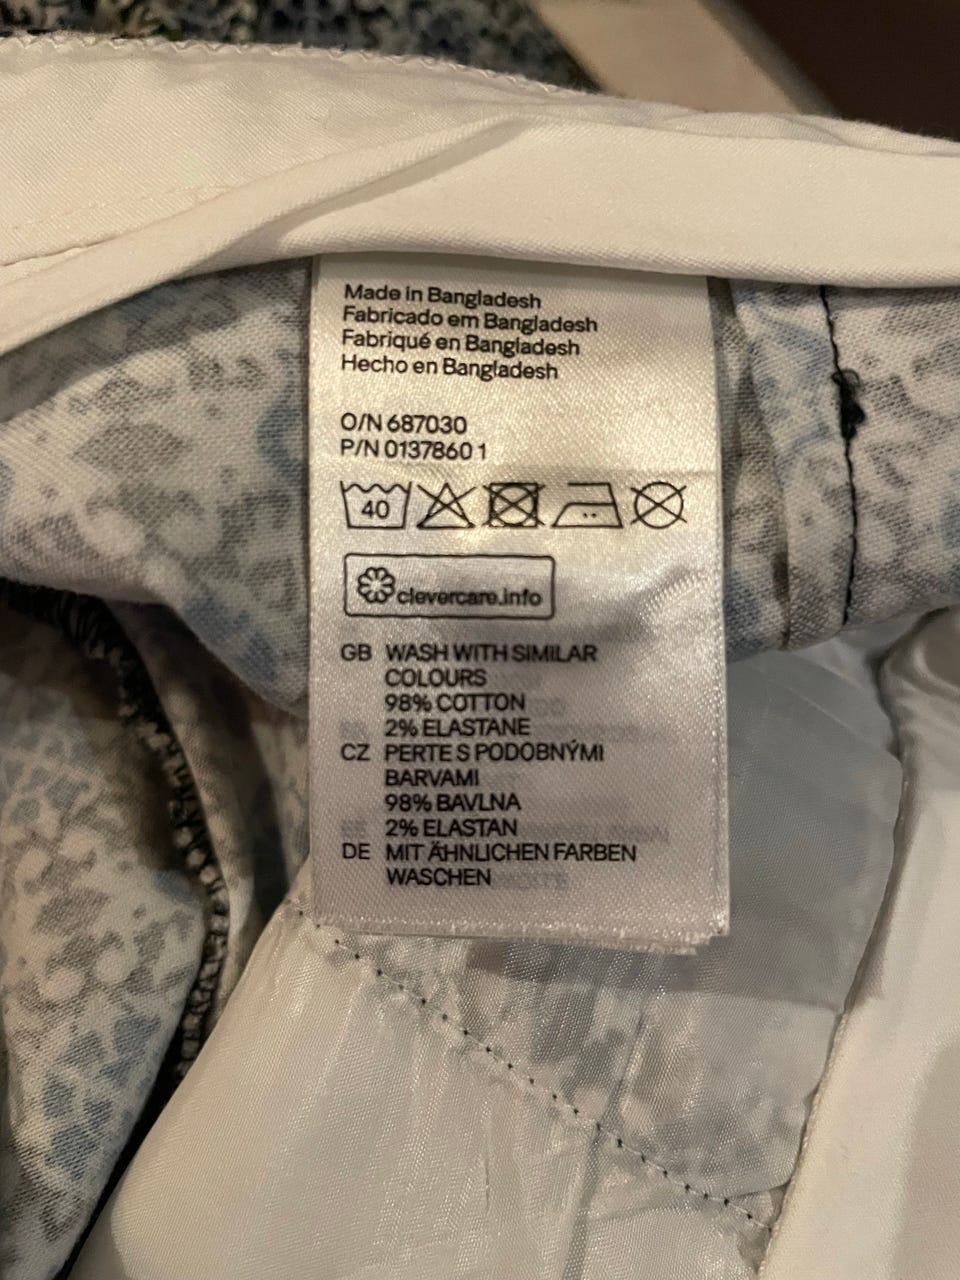 Made in Bangladesh
Fabricado em Bangladesh
Fabriqué en Bangladesh
Hecho en Bangladesh
O/N 687030
P/N 0137860 1
40
clevercare.info
GB WASH WITH SIMILAR
COLOURS
98% COTTON
2% ELASTANE
CZ PERTE S PODOBNÝMI
BARVAMI
98% BAVLNA
2% ELASTAN
DE MIT ÄHNLICHEN FARBEN
WASCHEN